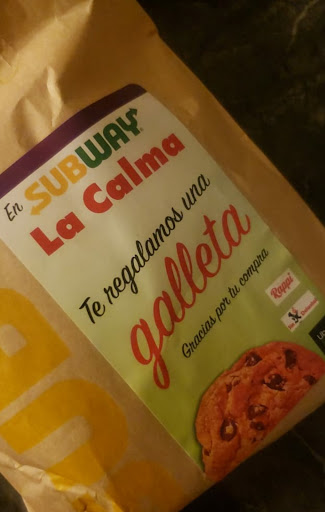 En SUBWAY
La Calma
Te regalamos una
galleta
Gracias por tu compra
Rappi